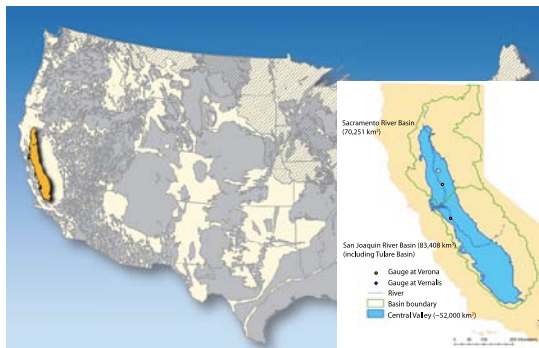 Sacramento River Basin
(70,251 km²)
San Joaquin River Basin (83,408 km²)
(including Tulare Basin)
Gauge at Verona
Gauge at Vernalis
River
Basin boundary
Central Valley (~52,000 km²)